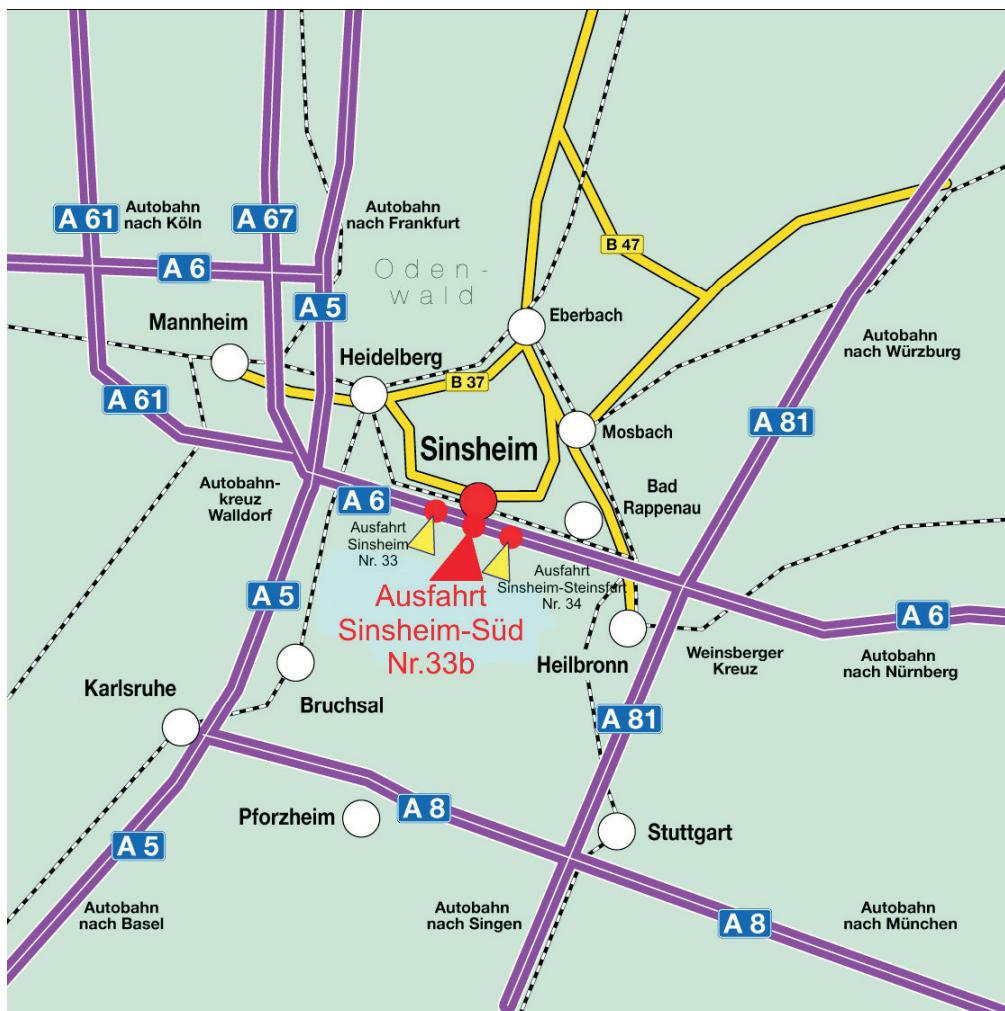 A 61
Autobahn
nach Köln
A 67
Autobahn
nach Frankfurt
A 6
A 5
Oden-
wald
B 47
Mannheim
Heidelberg
Eberbach
Autobahn
nach Würzburg
B 37
A 61
A 81
Sinsheim
Mosbach
Autobahn-
kreuz
Walldorf
A 6
Bad
Rappenau
Ausfahrt
Sinsheim
Nr. 33
Ausfahrt
Sinsheim-Steinsfurt
Nr. 34
Ausfahrt
Sinsheim-Süd
Nr.33b
A 5
A 6
Heilbronn
Weinsberger
Kreuz
Autobahn
nach Nürnberg
Karlsruhe
Bruchsal
A 81
Pforzheim
A 8
Stuttgart
A 5
Autobahn
nach Basel
Autobahn
nach Singen
A 8
Autobahn
nach München